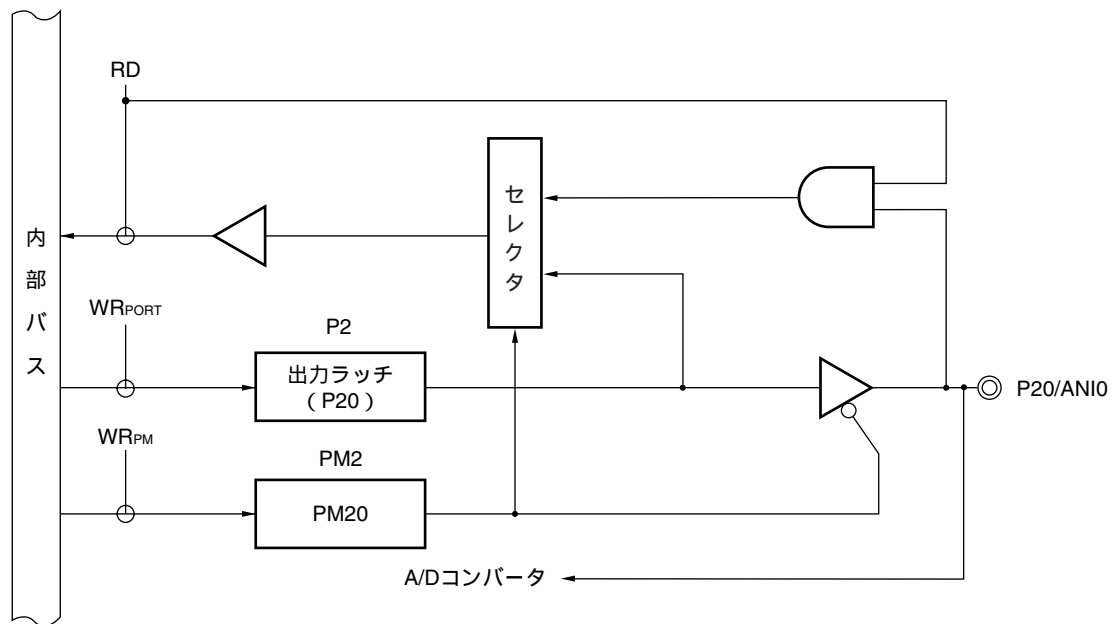 RD
セレクタ
内部バス
WRPORT
P2
出力ラッチ
（P20）
P20/ANI0
WRPM
PM2
PM20
A/Dコンバータ